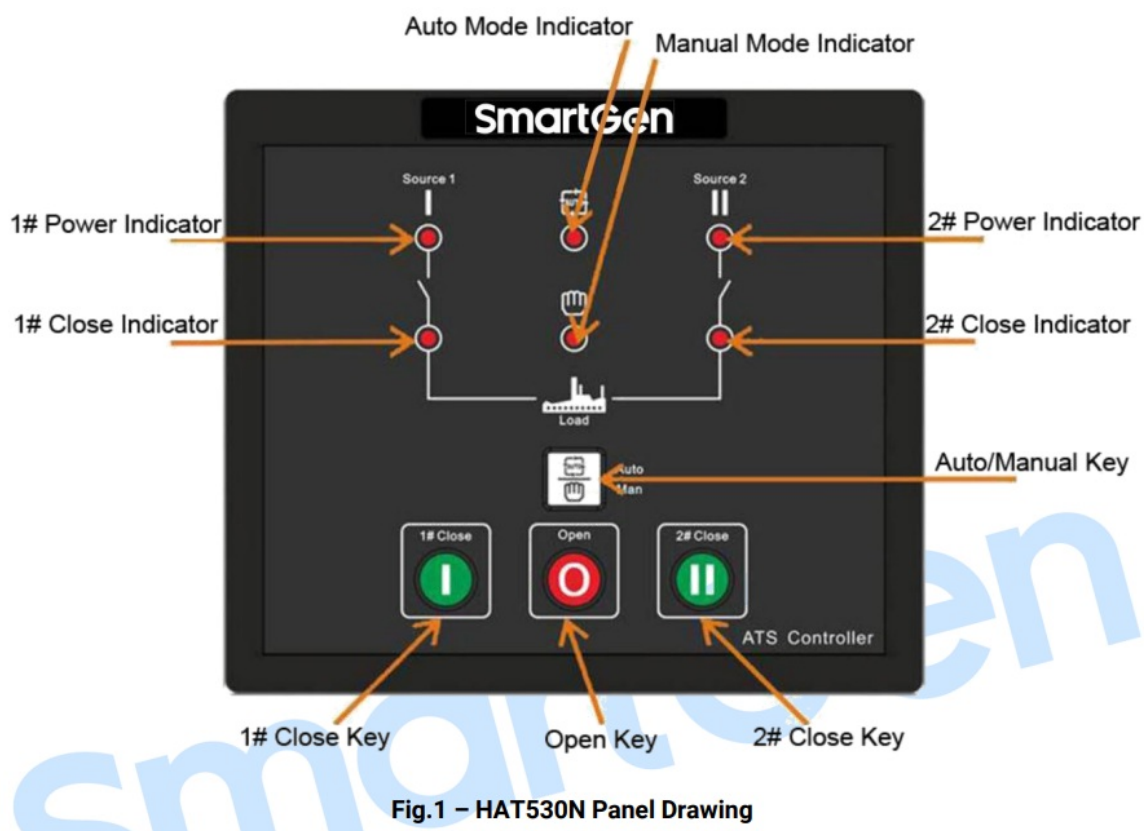 Auto Mode Indicator
Manual Mode Indicator
SmartGen
Source 1
AUTO
Source 2
1# Power Indicator
2# Power Indicator
1# Close Indicator
2# Close Indicator
Load
AUTO
Auto
Man
Auto/Manual Key
1# Close
Open
2# Close
I
O
II
ATS Controller
1# Close Key
Open Key
2# Close Key
SmartGen
Fig.1 – HAT530N Panel Drawing